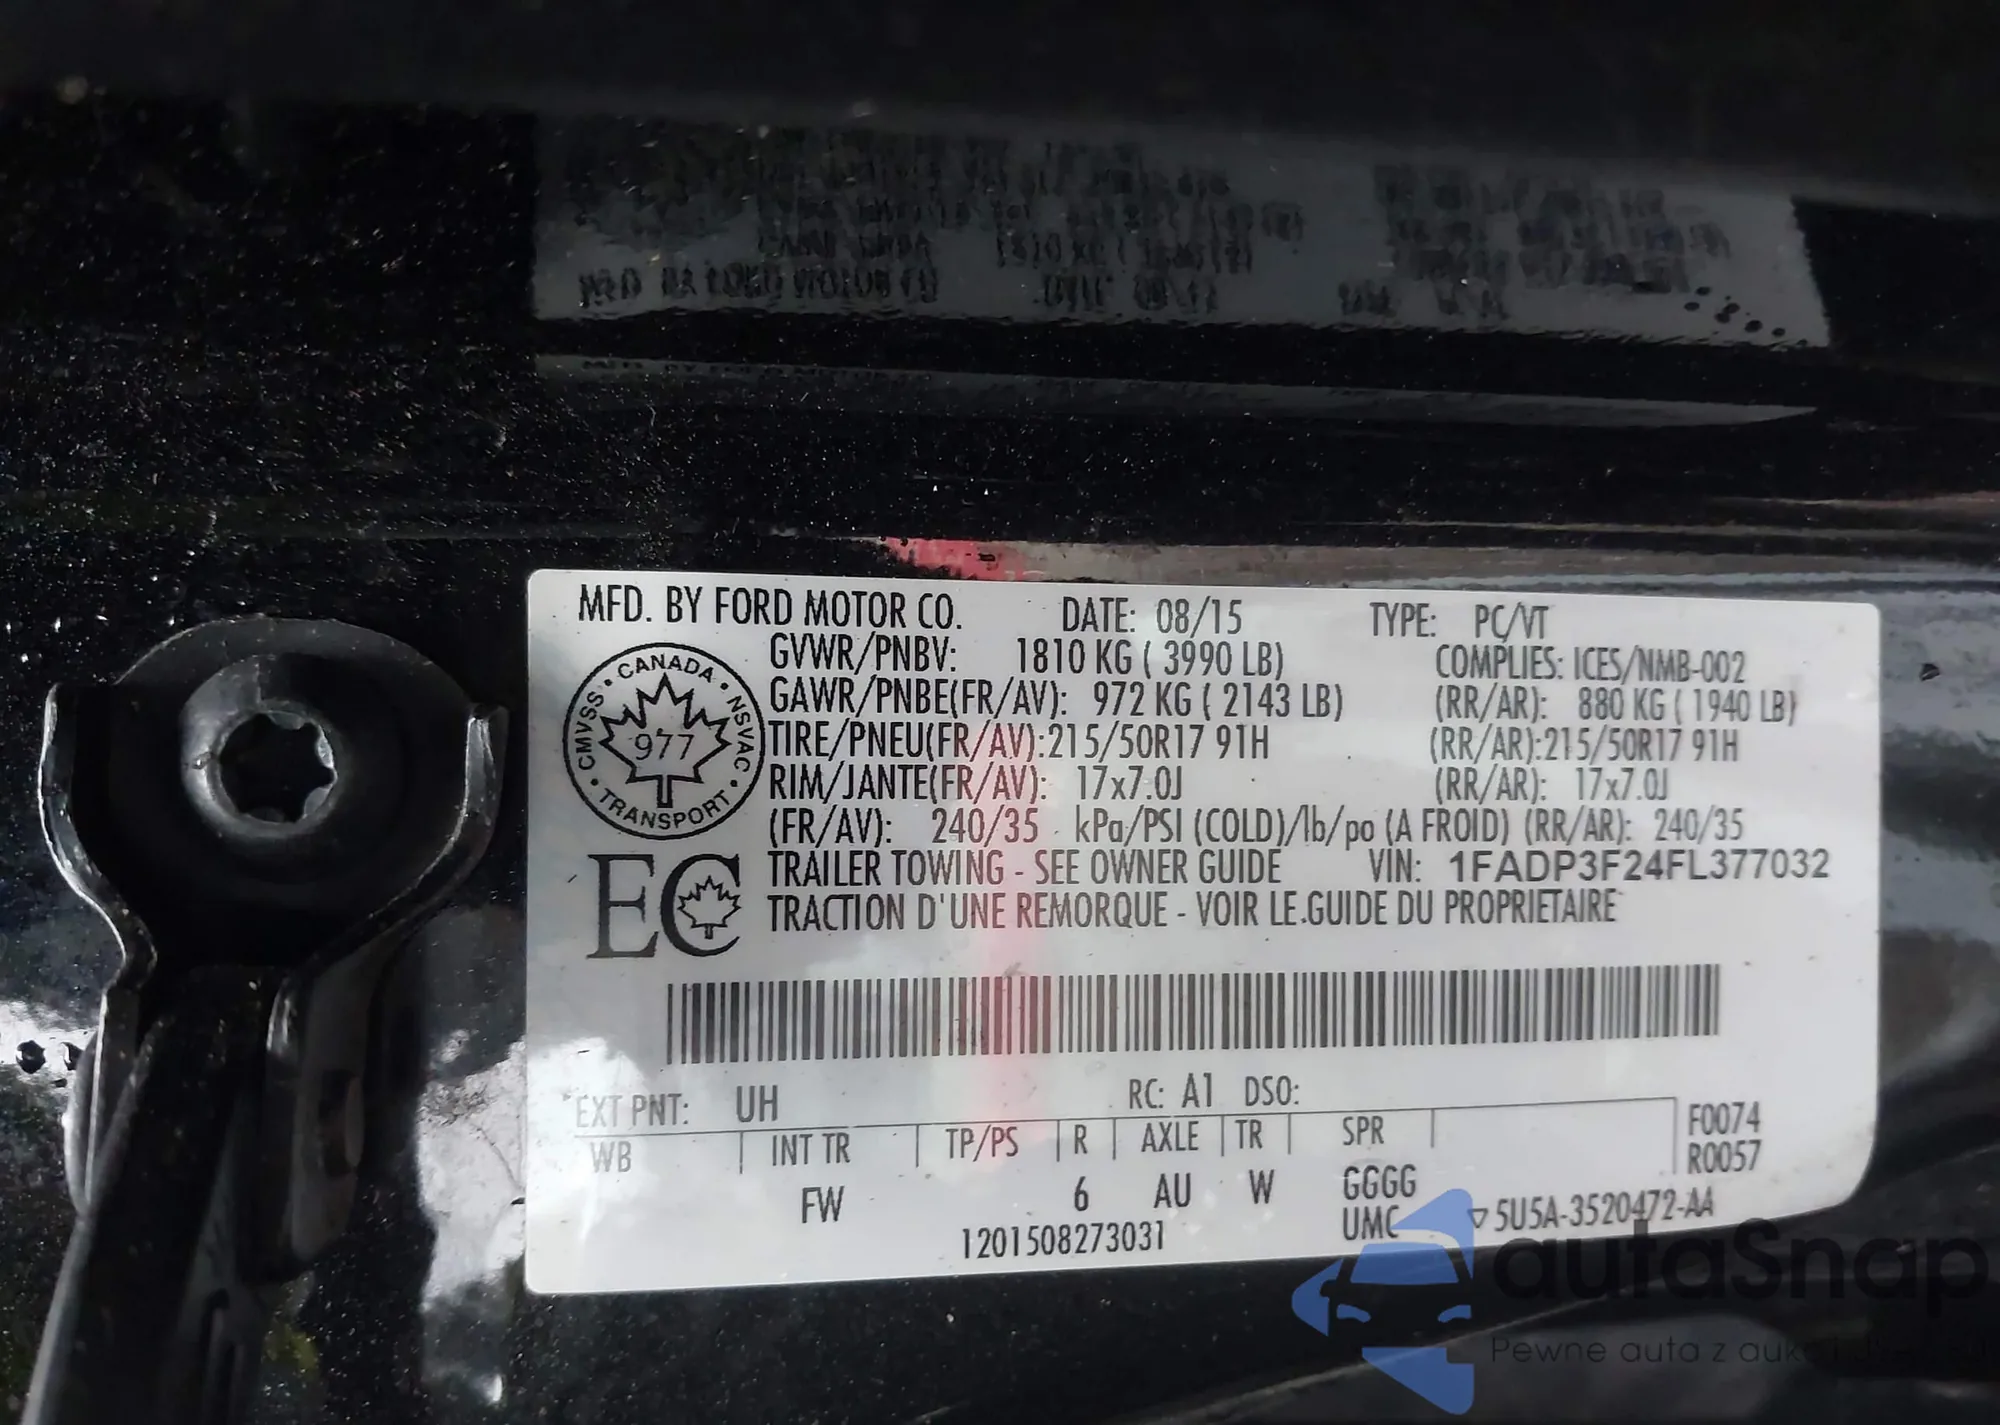 MFD. BY FORD MOTOR CO. DATE: 08/15 TYPE: PC/VT
GVWR/PNBV: 1810 KG ( 3990 LB) COMPLIES: ICES/NMB-002
GAWR/PNBE(FR/AV): 972 KG ( 2143 LB) (RR/AR): 880 KG ( 1940 LB)
TIRE/PNEU(FR/AV):215/50R17 91H (RR/AR):215/50R17 91H
RIM/JANTE(FR/AV): 17x7.0J (RR/AR): 17x7.0J
(FR/AV): 240/35 kPa/PSI (COLD)/lb/po (A FROID) (RR/AR): 240/35
TRAILER TOWING - SEE OWNER GUIDE VIN: 1FADP3F24FL377032
TRACTION D'UNE REMORQUE - VOIR LE.GUIDE DU PROPRIETAIRE
CMVSS • CANADA • NSVAC • TRANSPORT •
977
EC
EXT PNT: UH RC: A1 DSO:
WB INT TR TP/PS R AXLE TR SPR F0074
R0057
FW 6 AU W GGGG
UMC
1201508273031 5U5A-3520472-AA
autaSnap
Pewne auta z